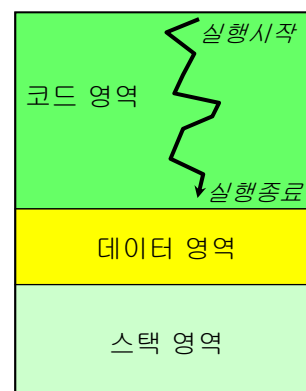 실행시작
코드 영역
실행종료
데이터 영역
스택 영역